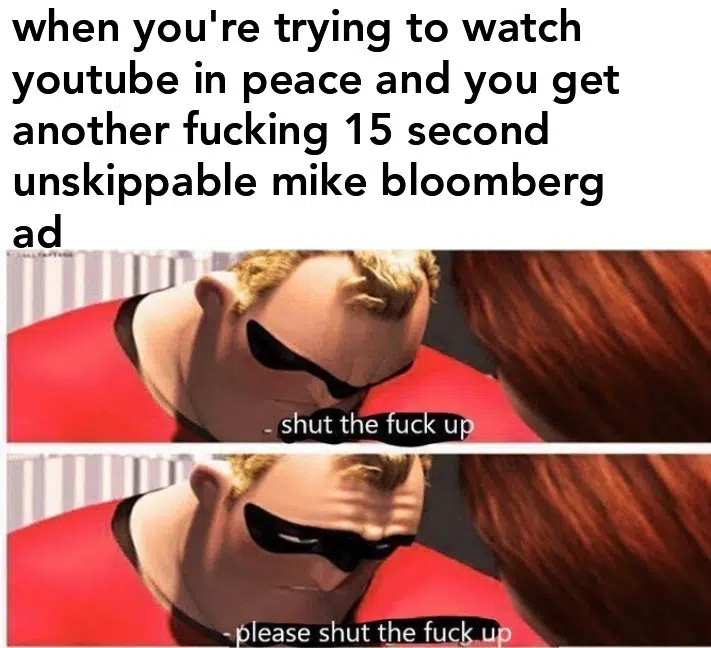 when you're trying to watch
youtube in peace and you get
another fucking 15 second
unskippable mike bloomberg
ad
- shut the fuck up
- please shut the fuck up